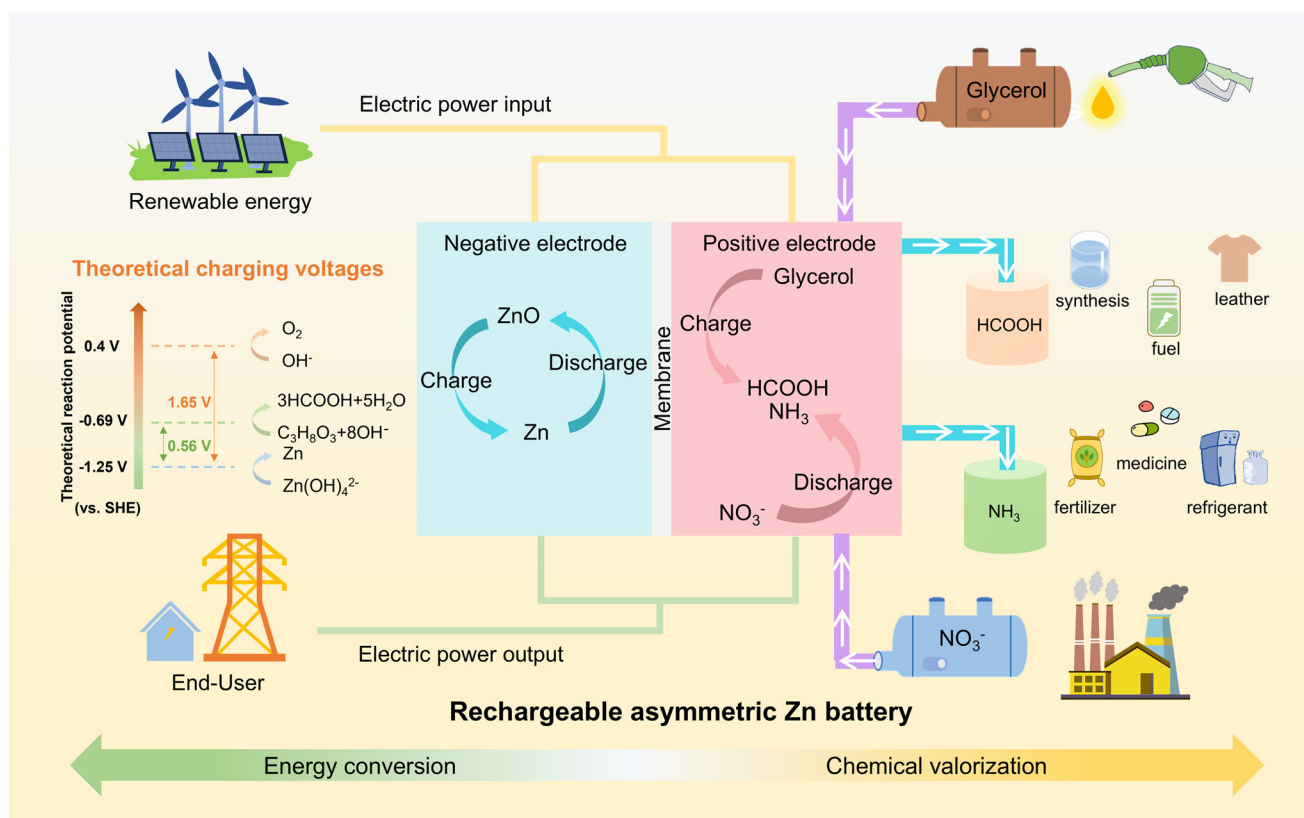 Electric power input
Glycerol
Renewable energy
Negative electrode
Positive electrode
Theoretical charging voltages
Theoretical reaction potential
(vs. SHE)
0.4 V
-0.69 V
-1.25 V
1.65 V
0.56 V
O₂
OH⁻
3HCOOH+5H₂O
C₃H₈O₃+8OH⁻
Zn
Zn(OH)₄²⁻
ZnO
Charge
Discharge
Zn
Membrane
Glycerol
Charge
HCOOH
NH₃
Discharge
NO₃⁻
HCOOH
synthesis
fuel
leather
NH₃
fertilizer
medicine
refrigerant
NO₃⁻
End-User
Electric power output
Rechargeable asymmetric Zn battery
Energy conversion
Chemical valorization